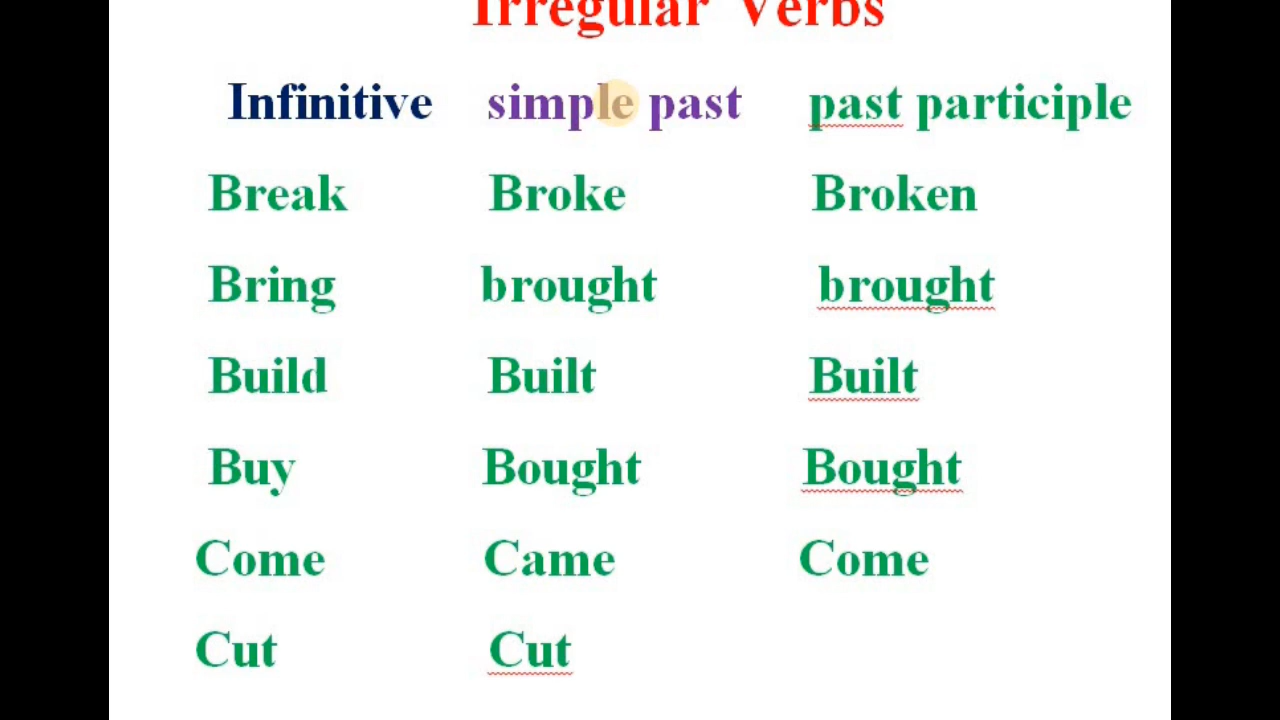 Irregular Verbs
Infinitive simple past past participle
Break Broke Broken
Bring brought brought
Build Built Built
Buy Bought Bought
Come Came Come
Cut Cut